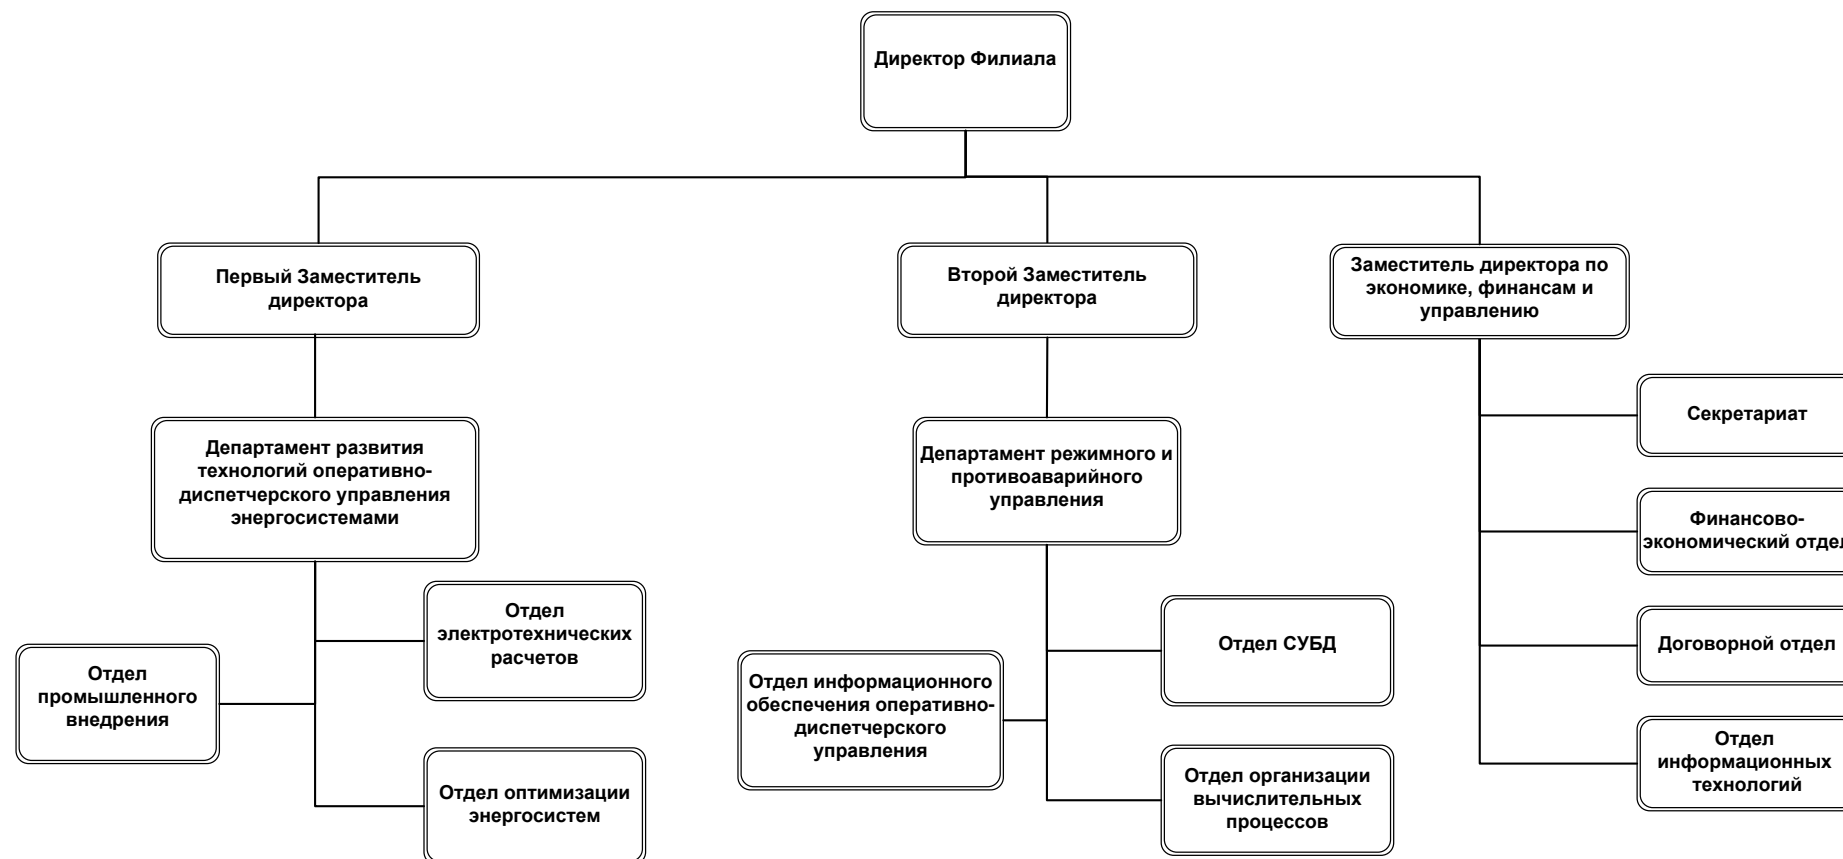 Директор Филиала
Первый Заместитель
директора
Второй Заместитель
директора
Заместитель директора по
экономике, финансам и
управлению
Департамент развития
технологий оперативно-
диспетчерского управления
энергосистемами
Департамент режимного и
противоаварийного
управления
Секретариат
Финансово-
экономический отдел
Договорной отдел
Отдел
информационных
технологий
Отдел
промышленного
внедрения
Отдел
электротехнических
расчетов
Отдел оптимизации
энергосистем
Отдел информационного
обеспечения оперативно-
диспетчерского
управления
Отдел СУБД
Отдел организации
вычислительных
процессов